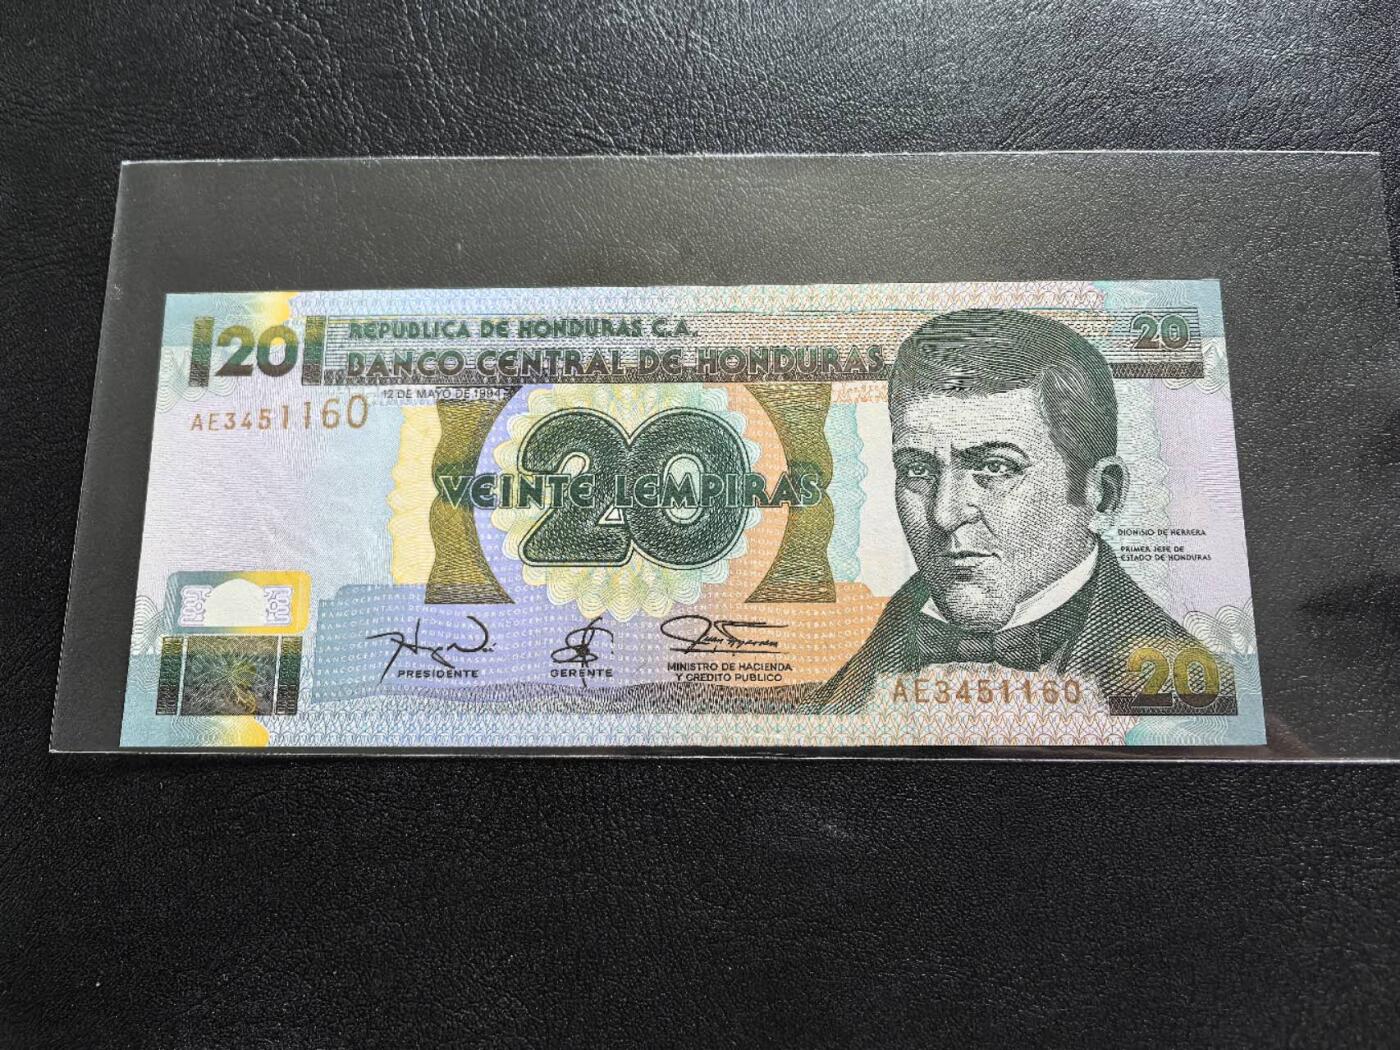 20
REPUBLICA DE HONDURAS C.A.
BANCO CENTRAL DE HONDURAS
20
12 DE MAYO DE 1994
AE3451160
20
VEINTE LEMPIRAS
DIONISIO DE HERRERA
PRIMER JEFE DE
ESTADO DE HONDURAS
PRESIDENTE
GERENTE
MINISTRO DE HACIENDA
Y CREDITO PUBLICO
AE3451160
20